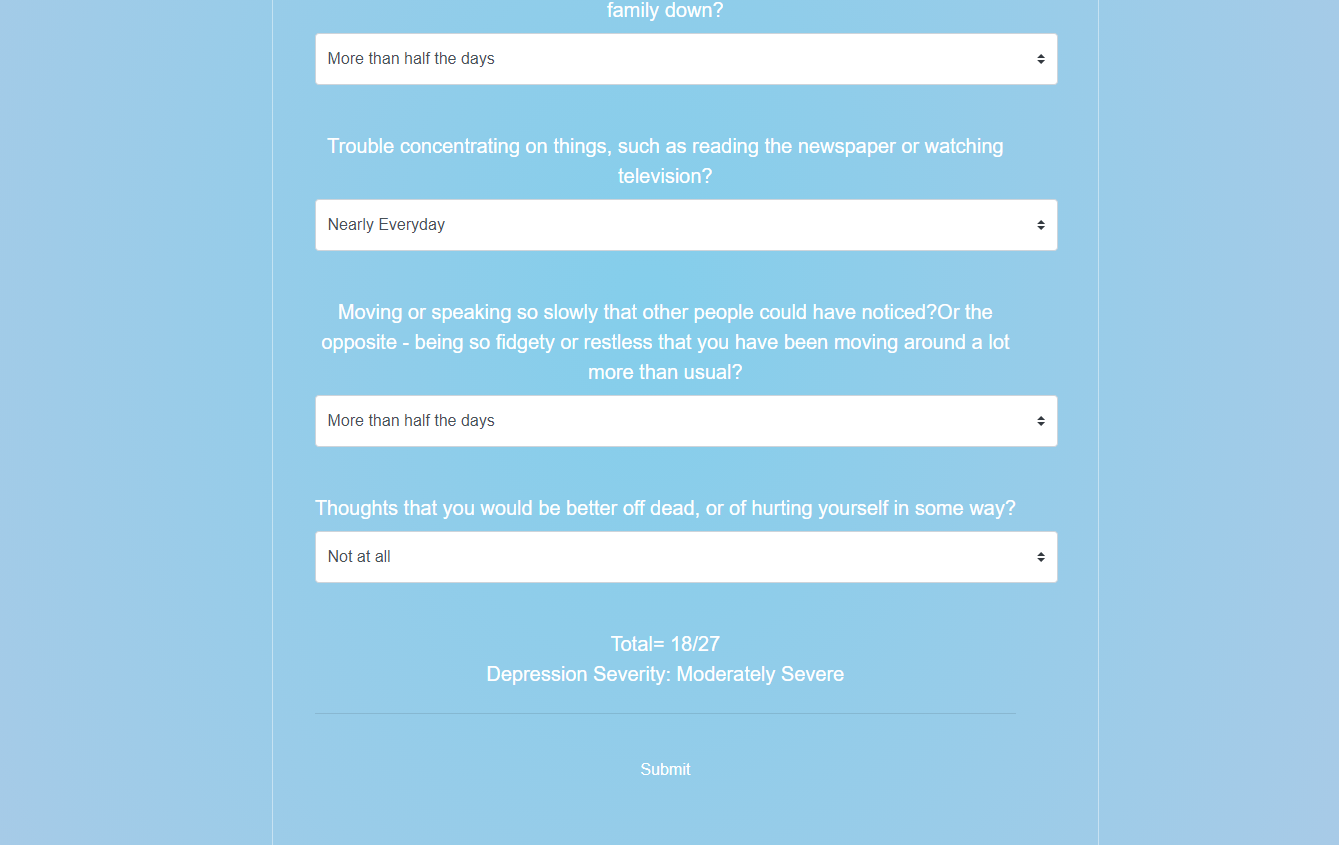 family down?
More than half the days
Trouble concentrating on things, such as reading the newspaper or watching
television?
Nearly Everyday
Moving or speaking so slowly that other people could have noticed?Or the
opposite - being so fidgety or restless that you have been moving around a lot
more than usual?
More than half the days
Thoughts that you would be better off dead, or of hurting yourself in some way?
Not at all
Total= 18/27
Depression Severity: Moderately Severe
Submit